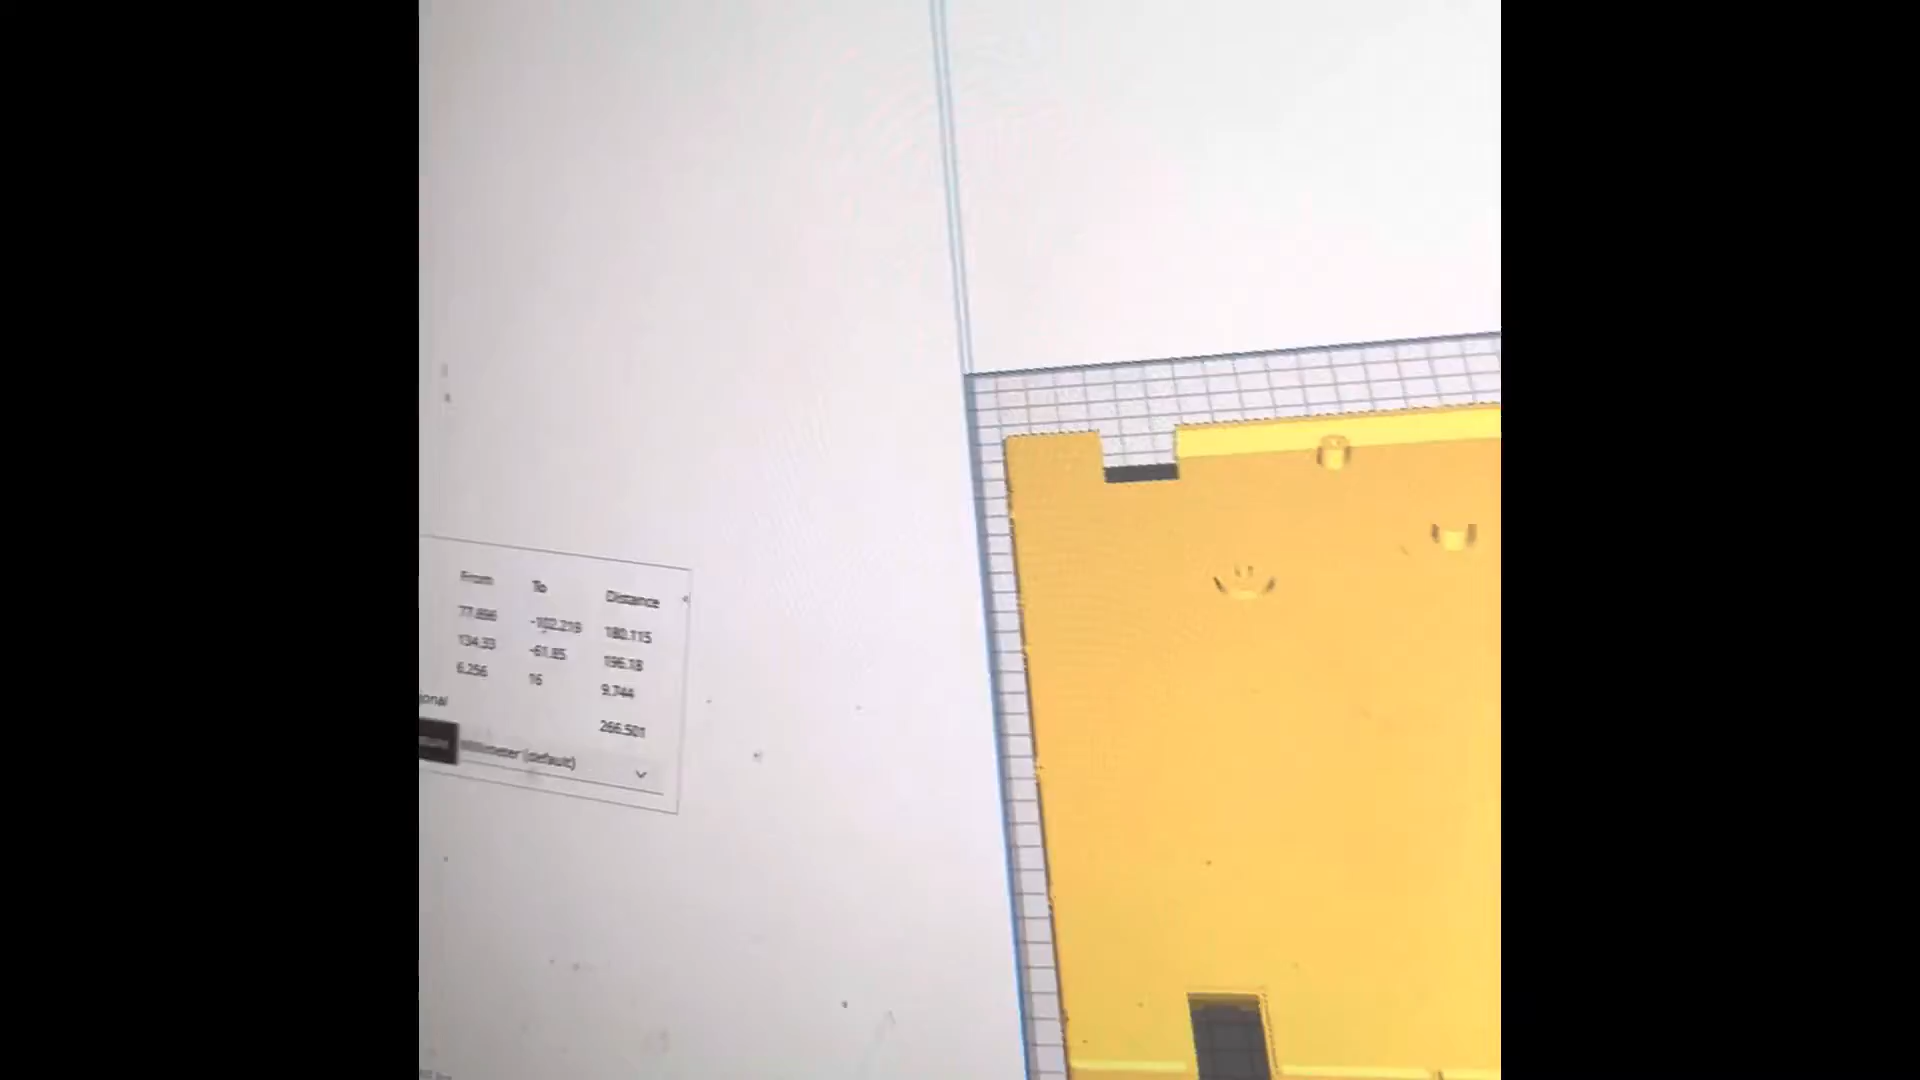 From To Distance
77.896 -102.219 180.115
134.33 -61.85 196.18
6.256 16 9.744
gonal
266.501
(default)